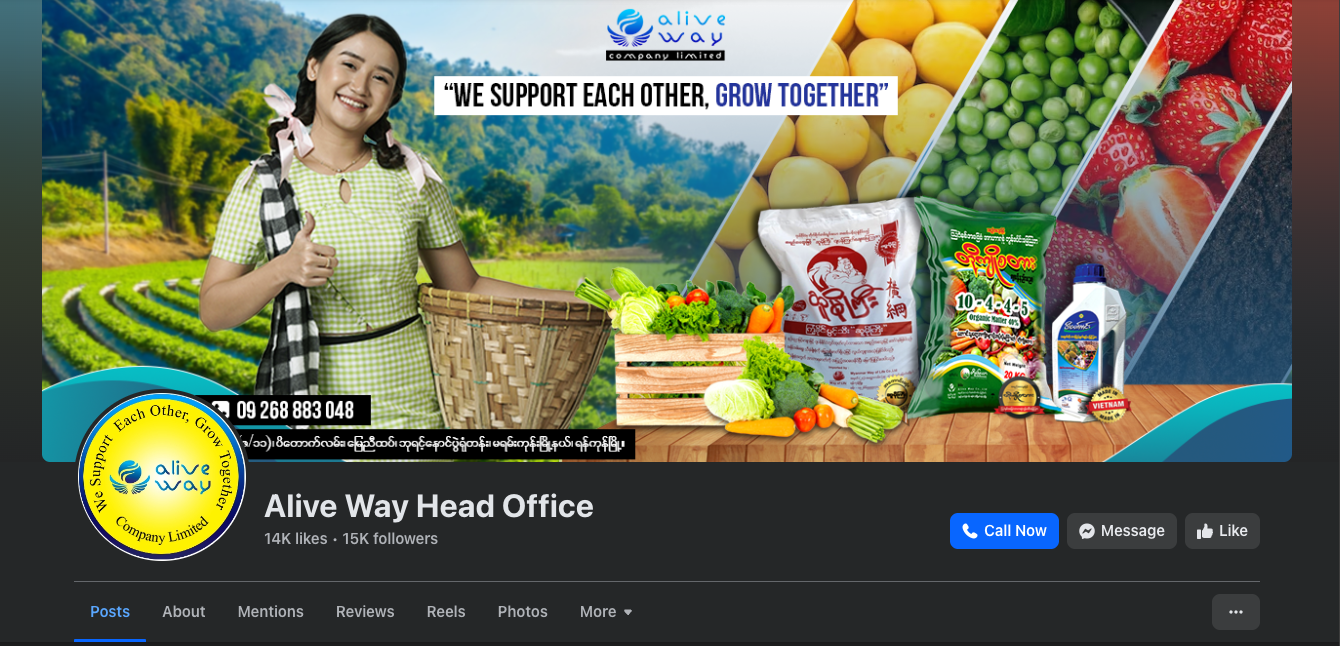 alive
way
company limited
“WE SUPPORT EACH OTHER, GROW TOGETHER”
10-4-4-5
Organic Matter 40%
20 KG
MADE IN
VIETNAM
09 268 883 048
ပိတောက်လမ်း၊ မြေညီထပ်၊ ဘုရင့်နောင်ပွဲရုံတန်း၊ မရမ်းကုန်းမြို့နယ်၊ ရန်ကုန်မြို့။
We Support Each Other, Grow Together
alive
way
Company Limited
Alive Way Head Office
14K likes • 15K followers
Call Now
Message
Like
Posts
About
Mentions
Reviews
Reels
Photos
More